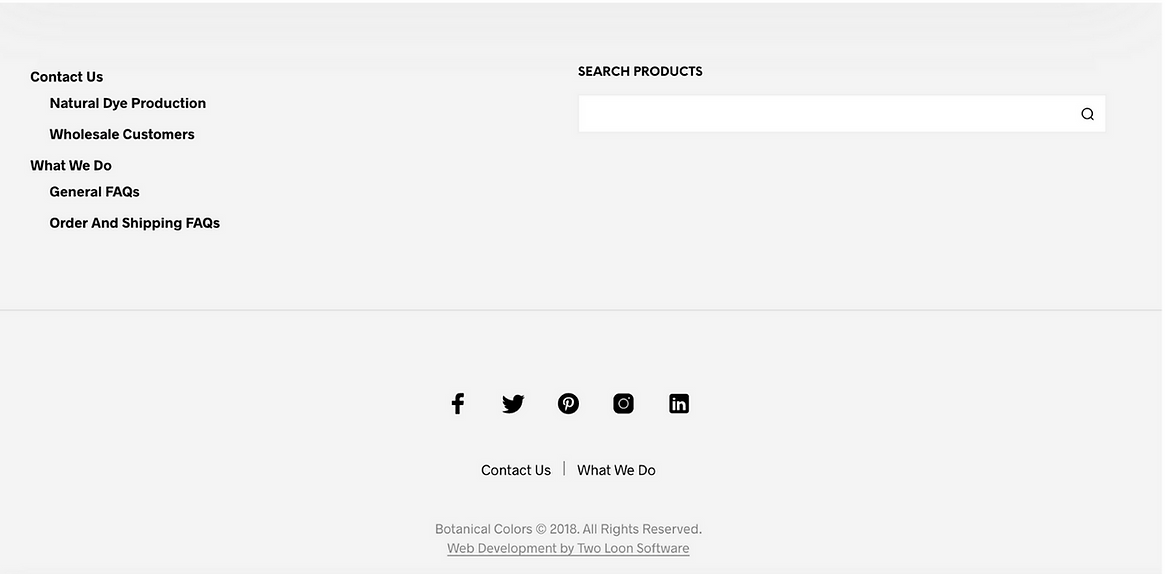 Contact Us
Natural Dye Production
Wholesale Customers
What We Do
General FAQs
Order And Shipping FAQs
SEARCH PRODUCTS
Contact Us | What We Do
Botanical Colors © 2018. All Rights Reserved.
Web Development by Two Loon Software